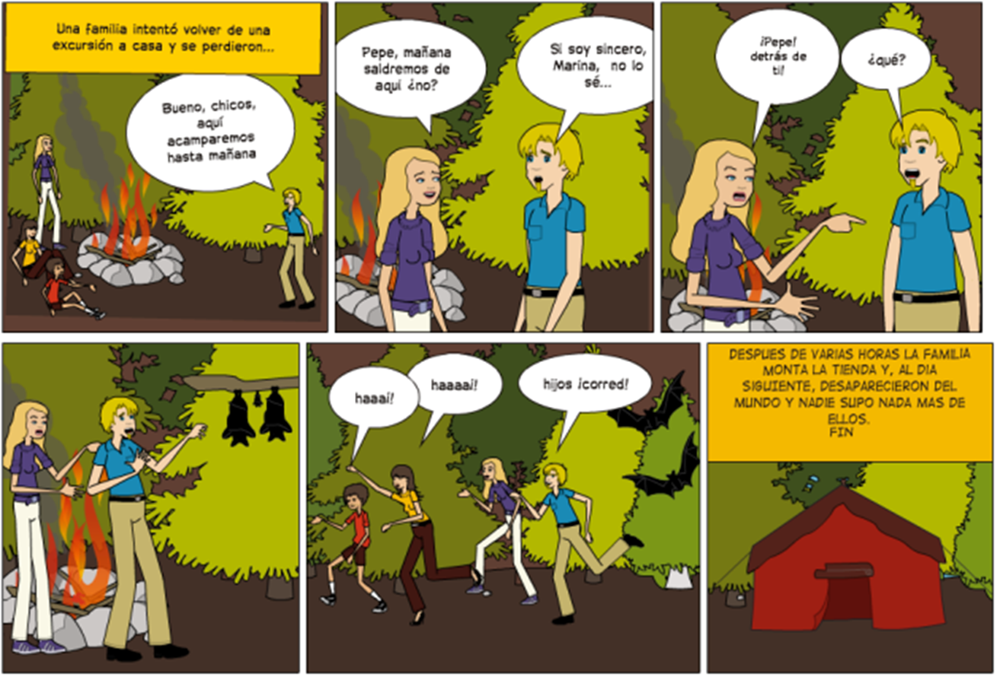 Una familia intentó volver de una
excursión a casa y se perdieron...
Bueno, chicos,
aquí
acamparemos
hasta mañana
Pepe, mañana
saldremos de
aquí ¿no?
Si soy sincero,
Marina, no lo
sé...
¡Pepe!
detrás de
ti!
¿qué?
haaai!
haaaai!
hijos ¡corred!
DESPUES DE VARIAS HORAS LA FAMILIA
MONTA LA TIENDA Y, AL DIA
SIGUIENTE, DESAPARECIERON DEL
MUNDO Y NADIE SUPO NADA MAS DE
ELLOS.
FIN